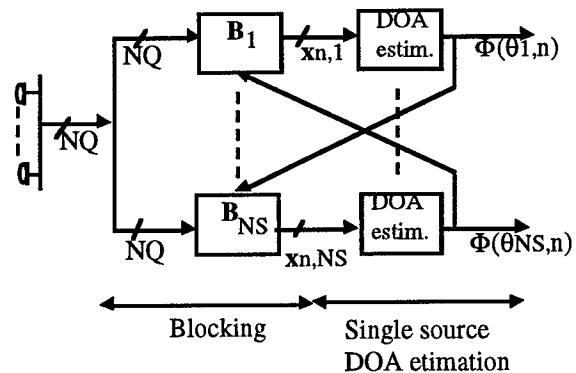 B1
DOA
estim.
NQ
xn,1
Φ(θ1,n)
NQ
BNS
DOA
estim.
NQ
xn,NS
Φ(θNS,n)
Blocking
Single source
DOA etimation